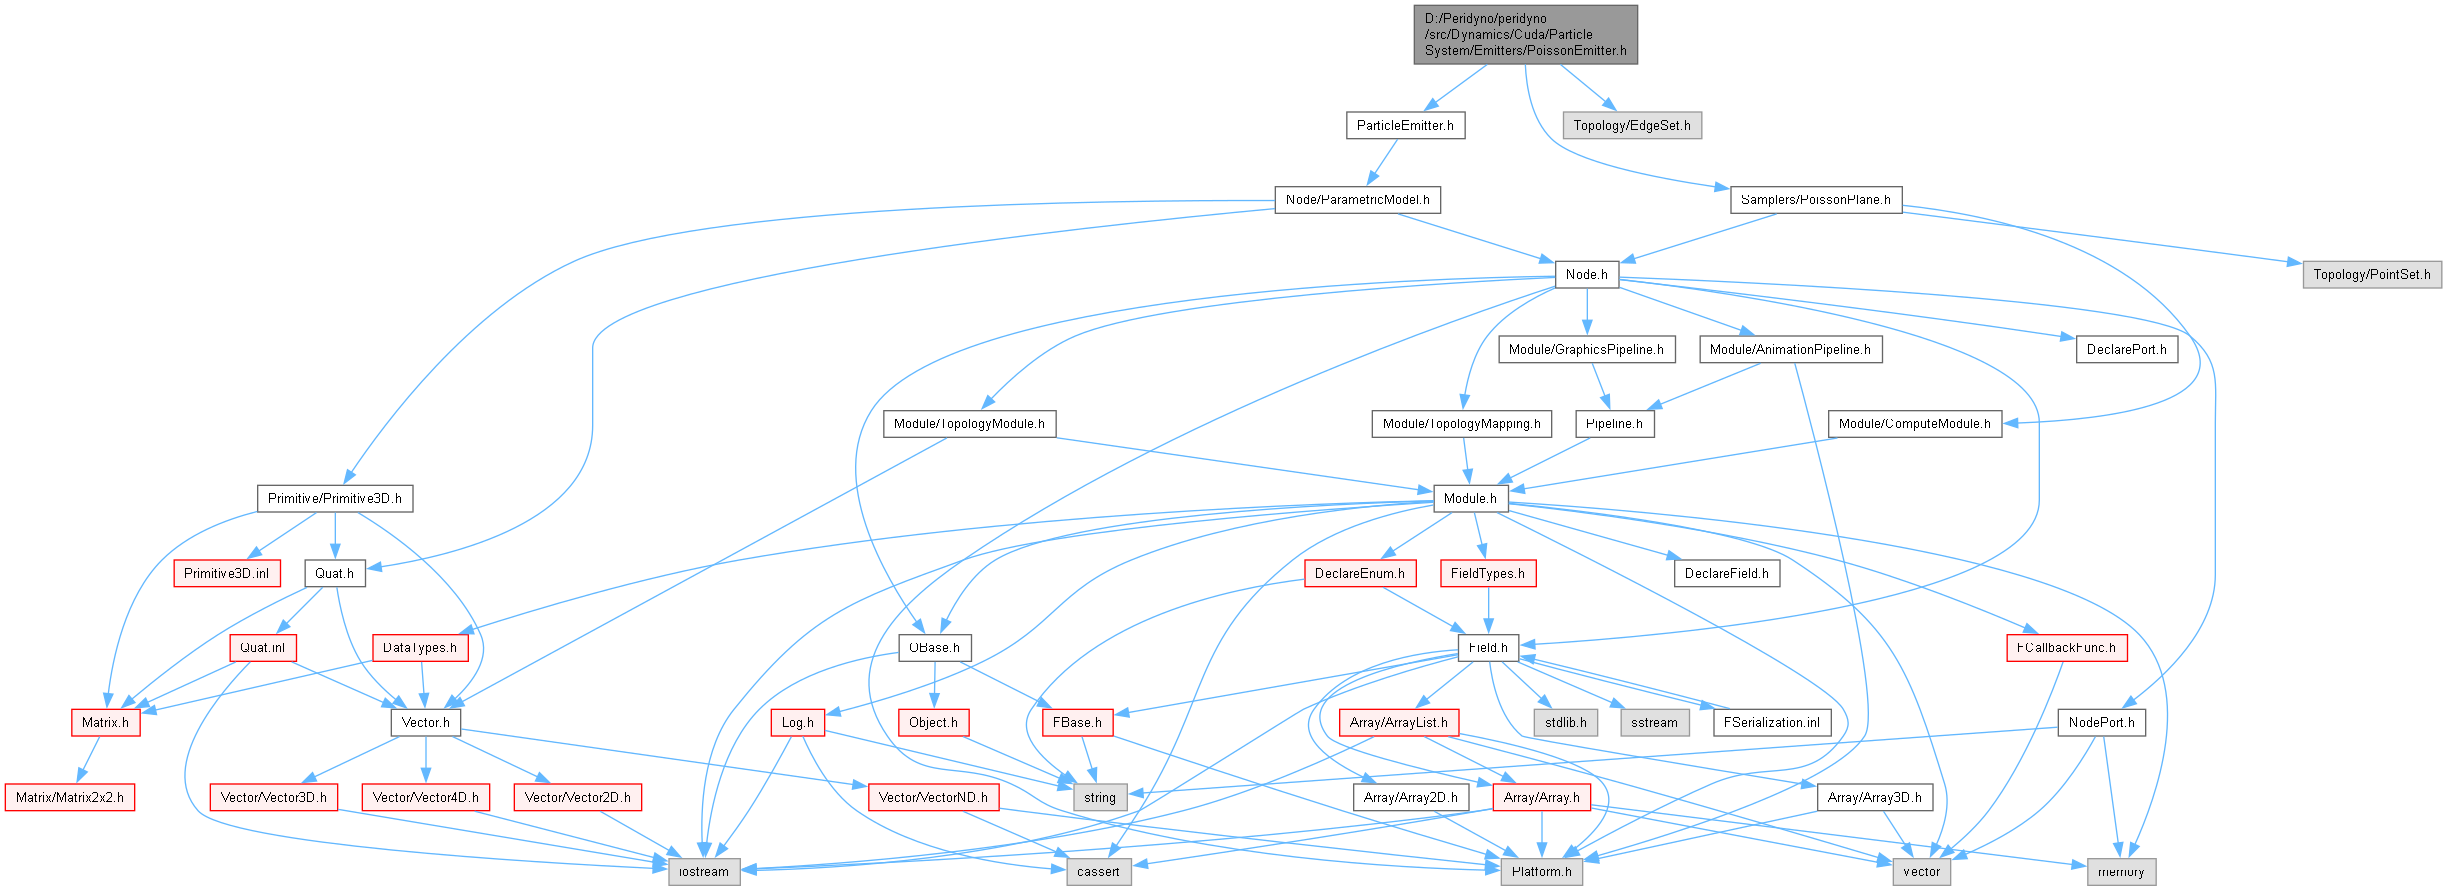 D:/Peridyno/peridyno
/src/Dynamics/Cuda/Particle
System/Emitters/PoissonEmitter.h
ParticleEmitter.h
Topology/EdgeSet.h
Node/ParametricModel.h
Samplers/PoissonPlane.h
Node.h
Topology/PointSet.h
Module/GraphicsPipeline.h
Module/AnimationPipeline.h
DeclarePort.h
Module/TopologyModule.h
Module/TopologyMapping.h
Pipeline.h
Module/ComputeModule.h
Primitive/Primitive3D.h
Module.h
Primitive3D.inl
Quat.h
DeclareEnum.h
FieldTypes.h
DeclareField.h
Quat.inl
DataTypes.h
OBase.h
Field.h
FCallbackFunc.h
Matrix.h
Vector.h
Log.h
Object.h
FBase.h
Array/ArrayList.h
stdlib.h
sstream
FSerialization.inl
NodePort.h
Matrix/Matrix2x2.h
Vector/Vector3D.h
Vector/Vector4D.h
Vector/Vector2D.h
Vector/VectorND.h
string
Array/Array2D.h
Array/Array.h
Array/Array3D.h
iostream
cassert
Platform.h
vector
memory